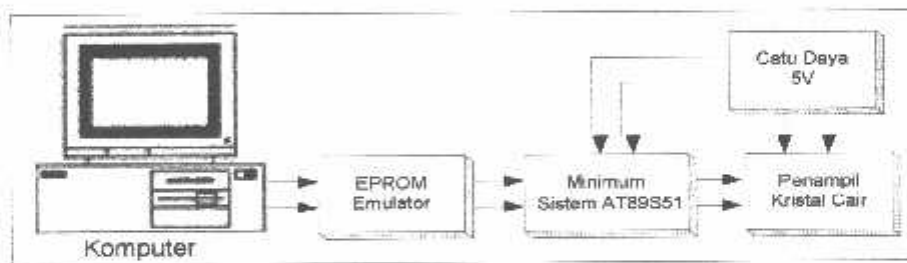 Catu Daya
5V
EPROM
Emulator
Minimum
Sistem AT89S51
Penampil
Kristal Cair
Komputer